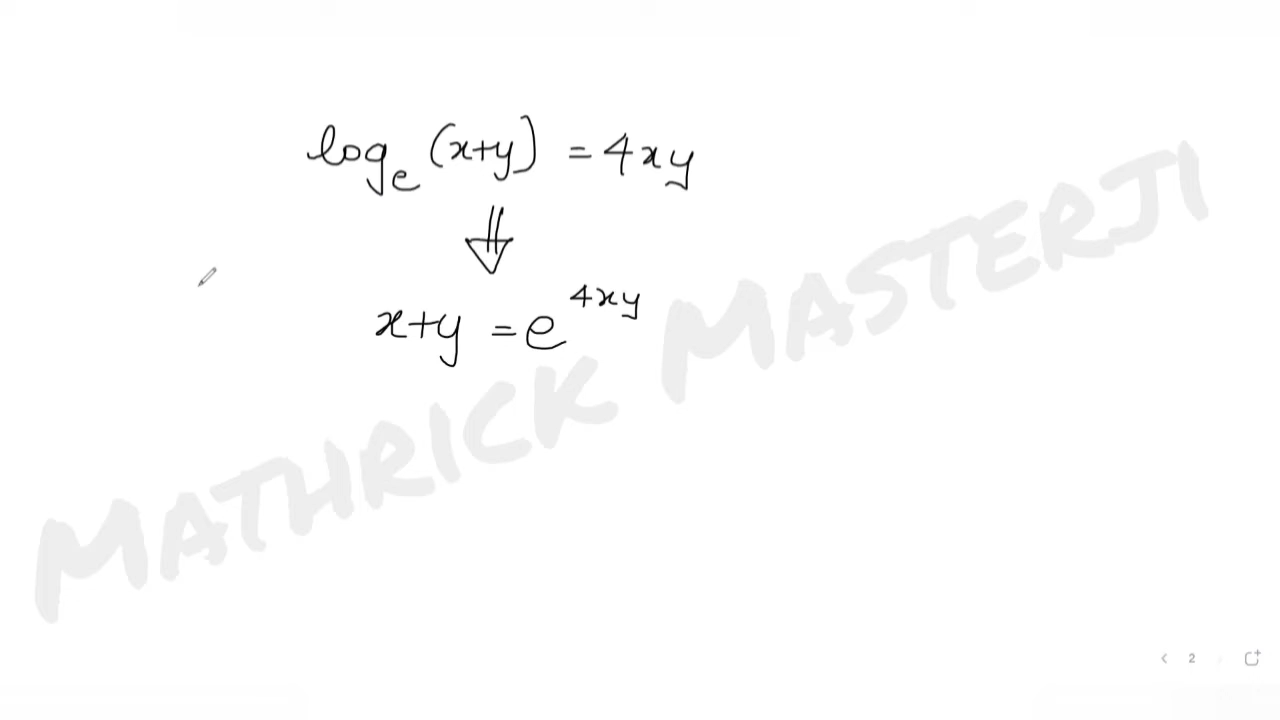 logₑ(x+y) = 4xy
⇓
x+y = e^{4xy}
MATHRICK MASTERJI
< 2